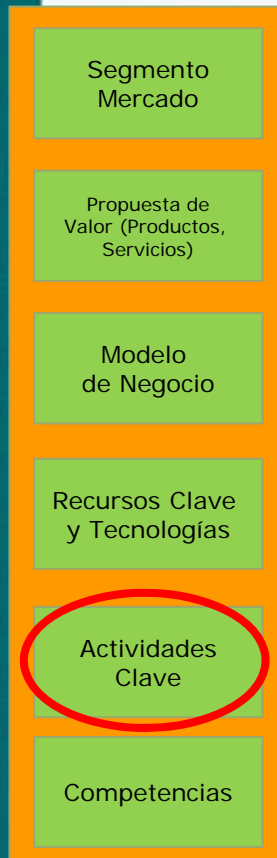 Segmento
Mercado
Propuesta de
Valor (Productos,
Servicios)
Modelo
de Negocio
Recursos Clave
y Tecnologías
Actividades
Clave
Competencias